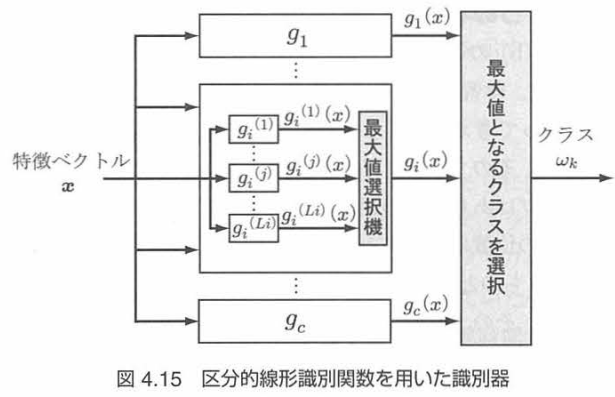 g_1
g_1(x)
⋮
特徴ベクトル
x
g_i^(1)
g_i^(1)(x)
⋮
g_i^(j)
g_i^(j)(x)
⋮
g_i^(Li)
g_i^(Li)(x)
最大値選択機
g_i(x)
⋮
g_c
g_c(x)
最大値となるクラスを選択
クラス
ω_k
図 4.15 区分的線形識別関数を用いた識別器